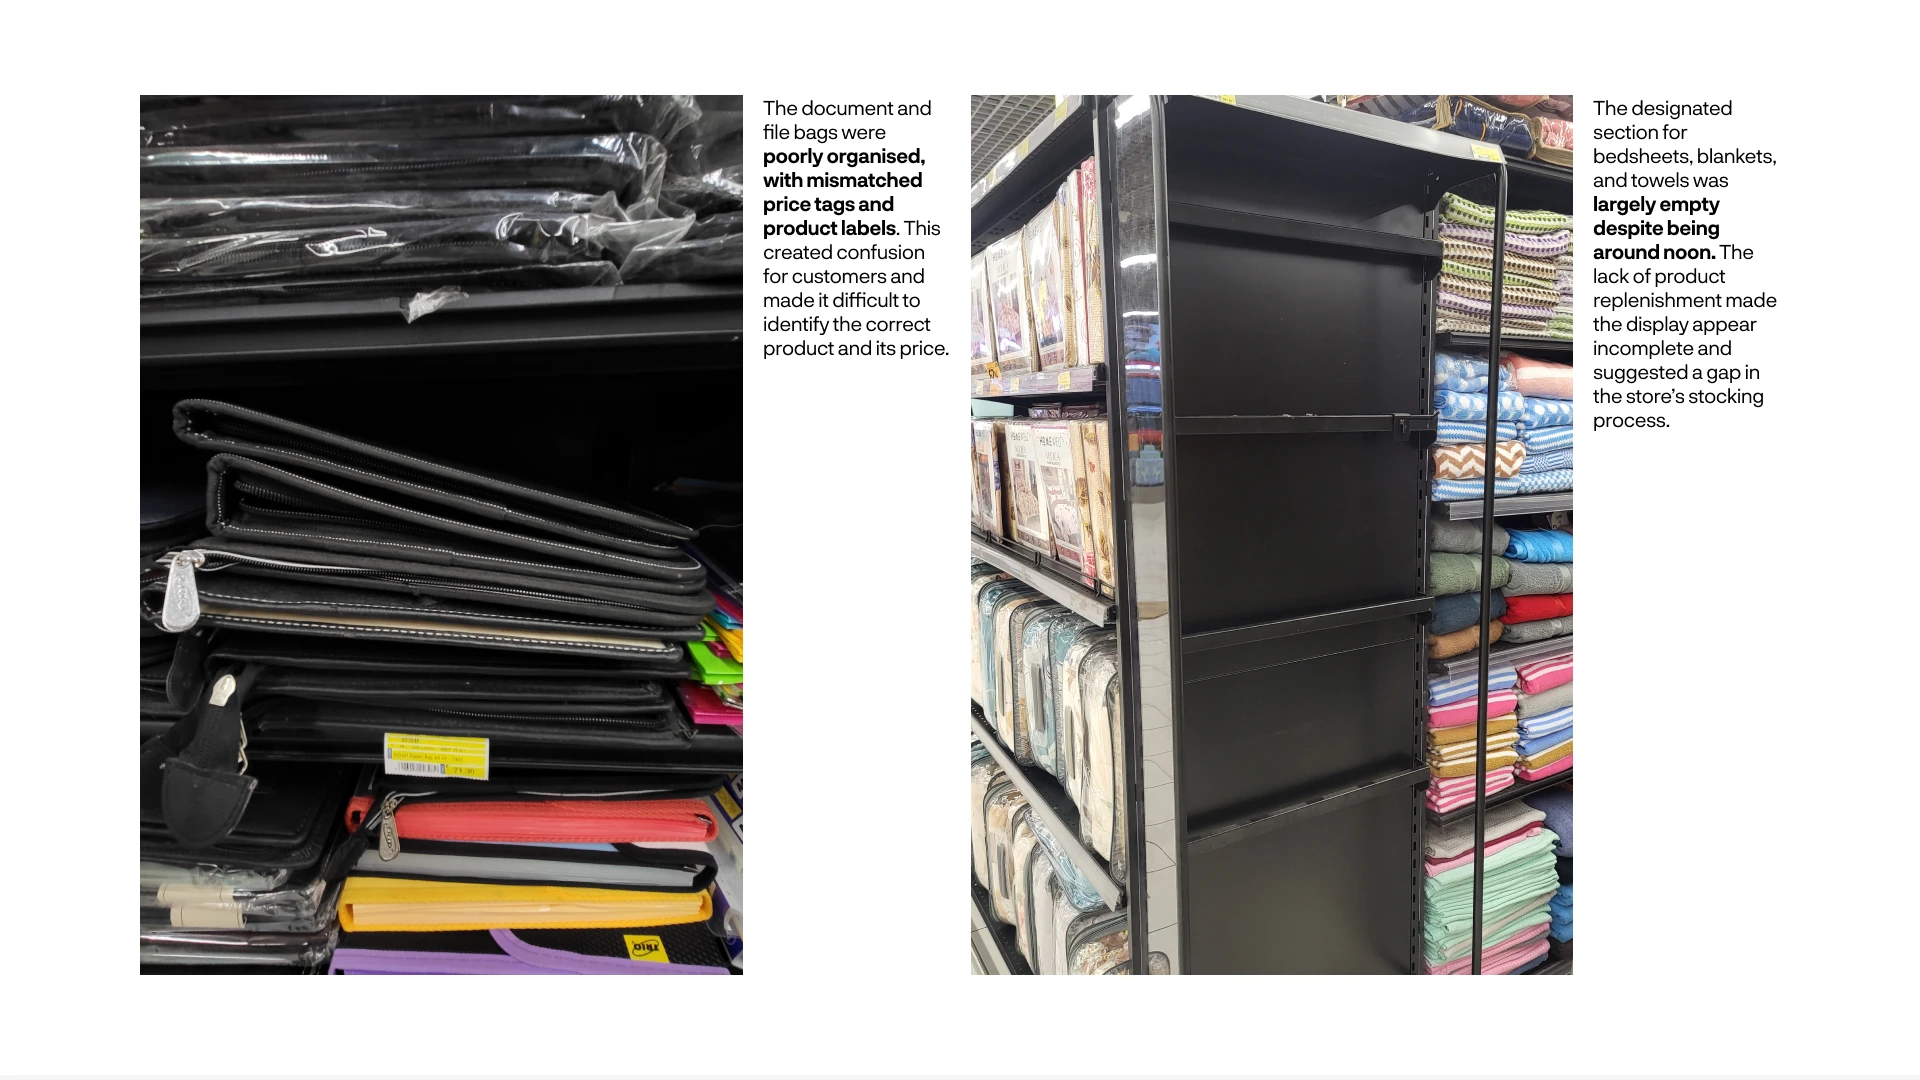 The document and
file bags were
poorly organised,
with mismatched
price tags and
product labels. This
created confusion
for customers and
made it difficult to
identify the correct
product and its price.
TRIO
The designated
section for
bedsheets, blankets,
and towels was
largely empty
despite being
around noon. The
lack of product
replenishment made
the display appear
incomplete and
suggested a gap in
the store’s stocking
process.